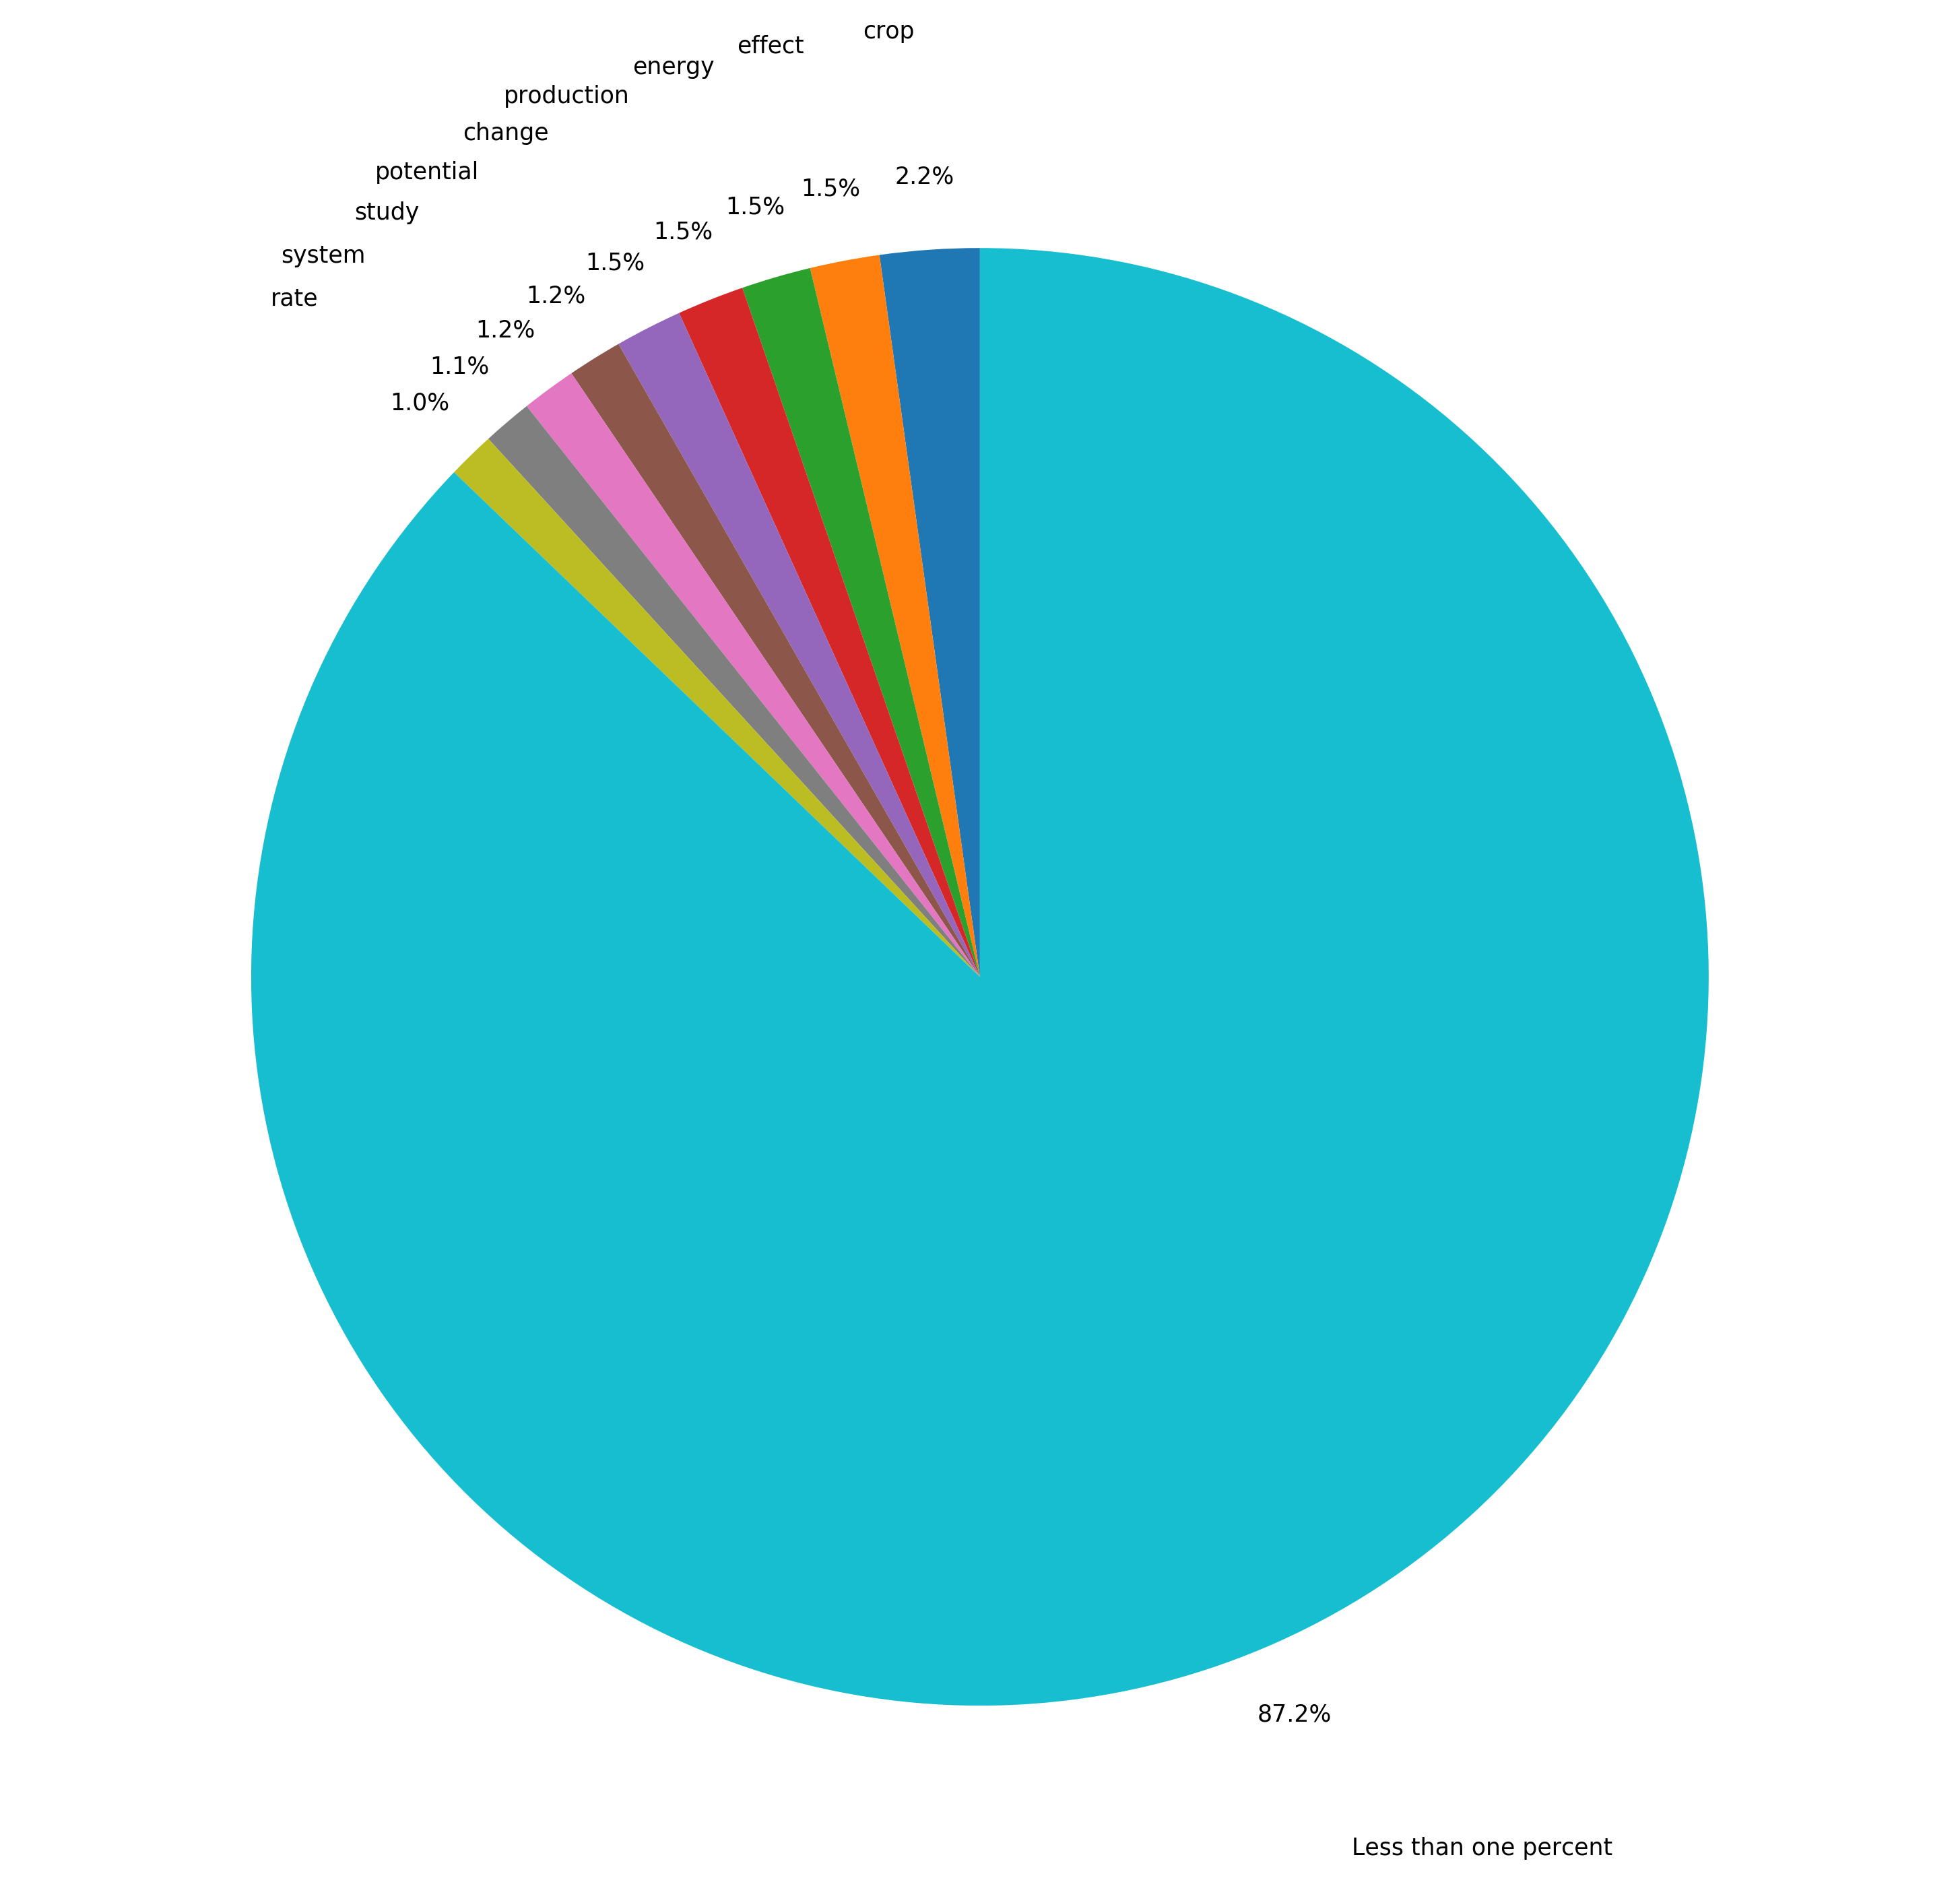 crop
effect
energy
production
change
potential
study
system
rate
2.2%
1.5%
1.5%
1.5%
1.5%
1.2%
1.2%
1.1%
1.0%
87.2%
Less than one percent